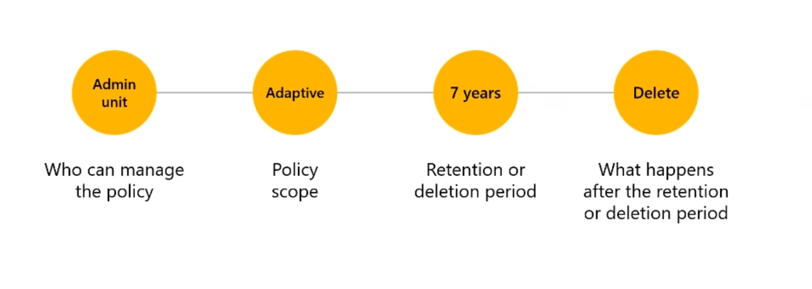 Admin
unit
Adaptive
7 years
Delete
Who can manage
the policy
Policy
scope
Retention or
deletion period
What happens
after the retention
or deletion period